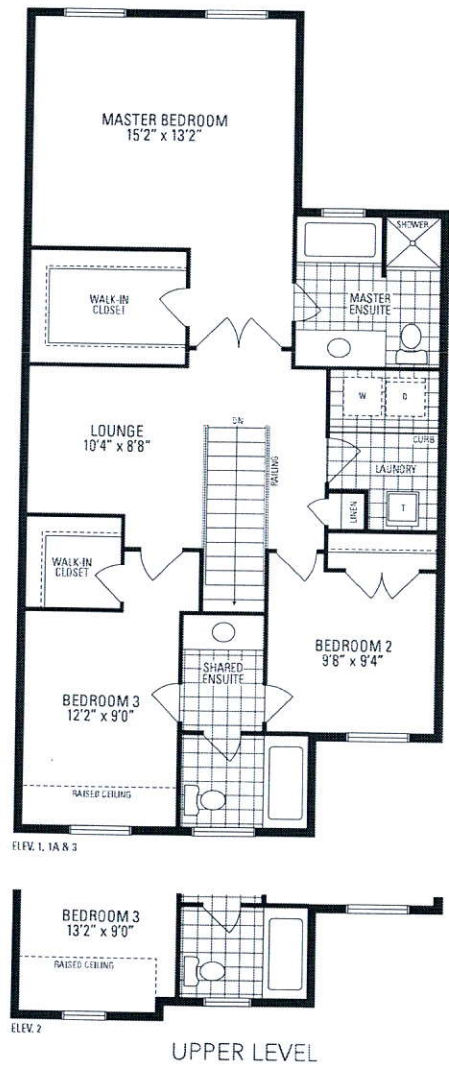 MASTER BEDROOM
15'2" x 13'2"
SHOWER
WALK-IN
CLOSET
MASTER
ENSUITE
LOUNGE
10'4" x 8'8"
DN
RAILING
W
D
CURB
LAUNDRY
LINEN
T
WALK-IN
CLOSET
BEDROOM 2
9'8" x 9'4"
SHARED
ENSUITE
BEDROOM 3
12'2" x 9'0"
RAISED CEILING
ELEV. 1, 1A & 3
BEDROOM 3
13'2" x 9'0"
RAISED CEILING
ELEV. 2
UPPER LEVEL